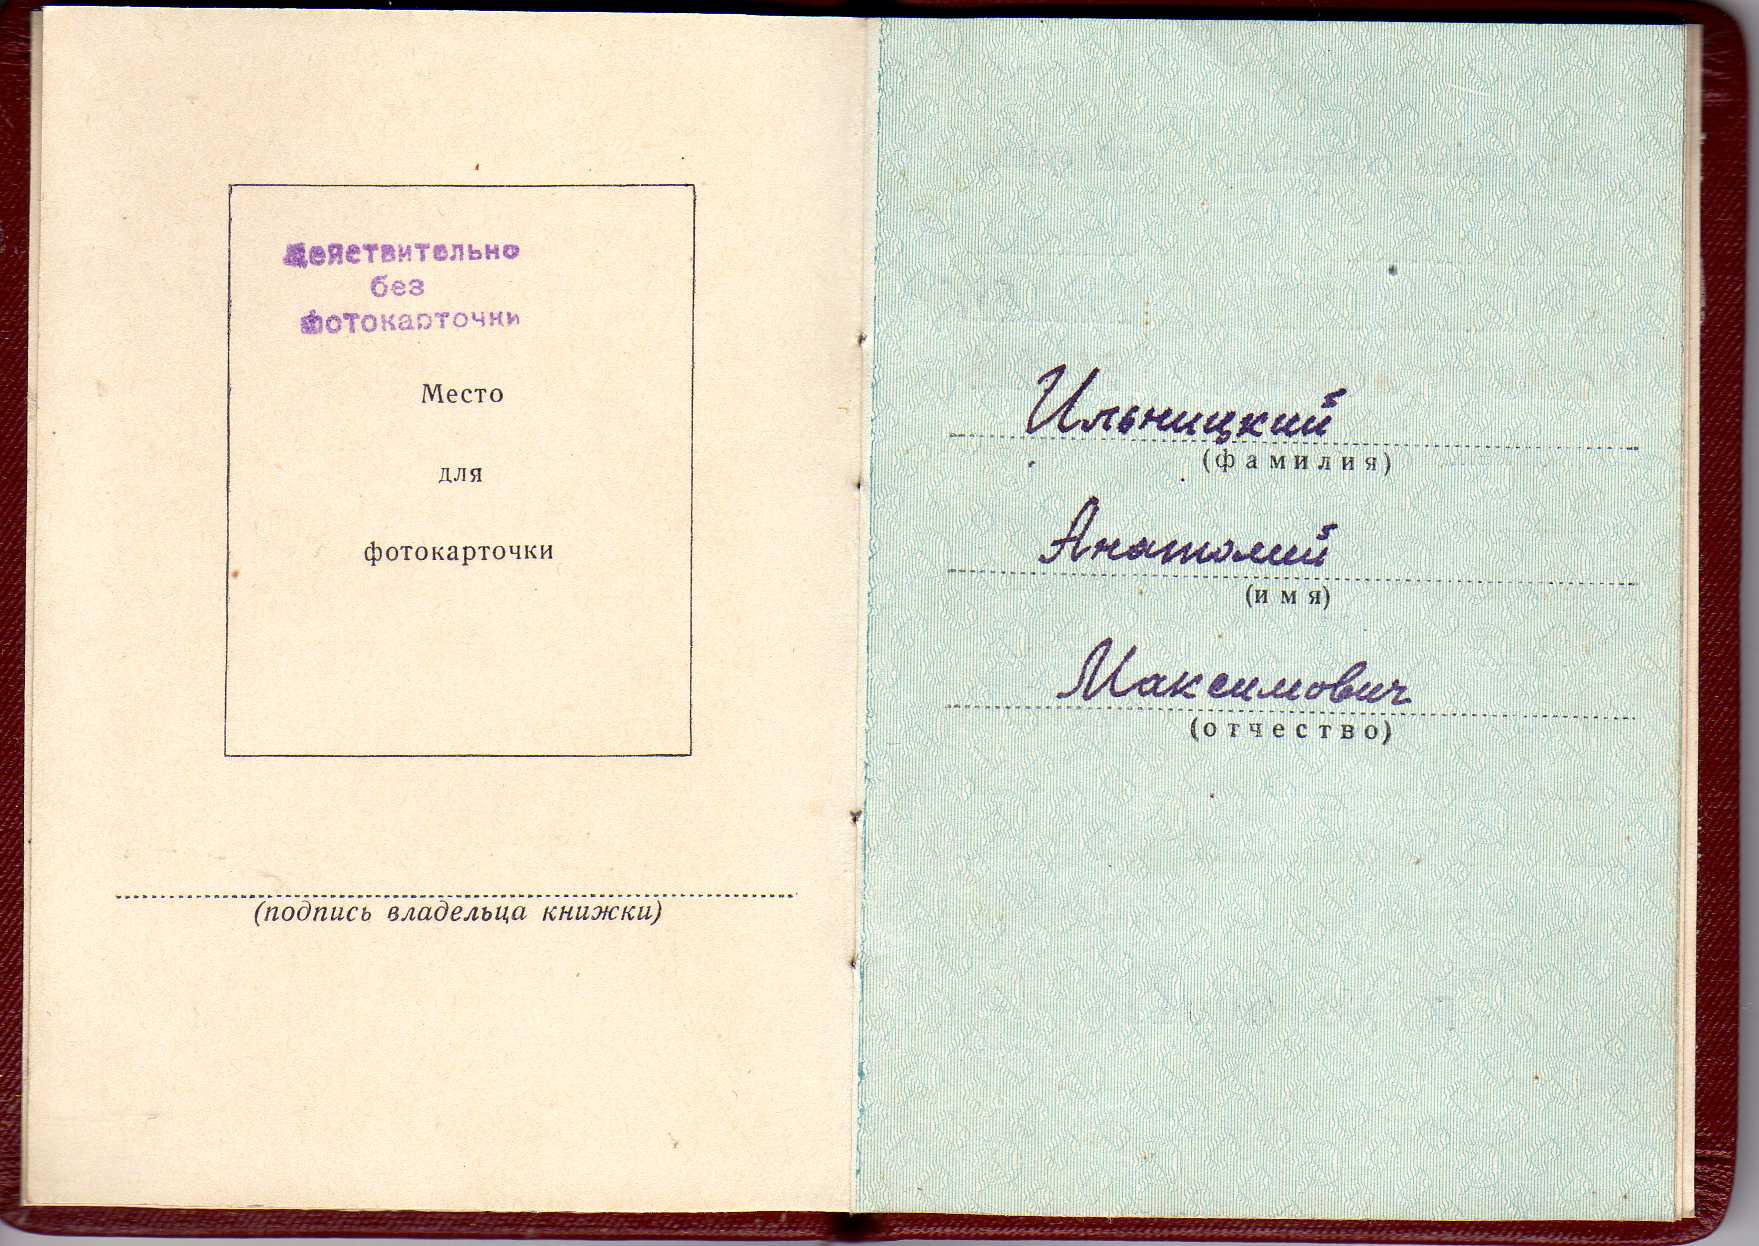 Действительно
без
фотокарточки
Место
для
фотокарточки
(подпись владельца книжки)
Ильницкий
(фамилия)
Анатолий
(имя)
Максимович
(отчество)